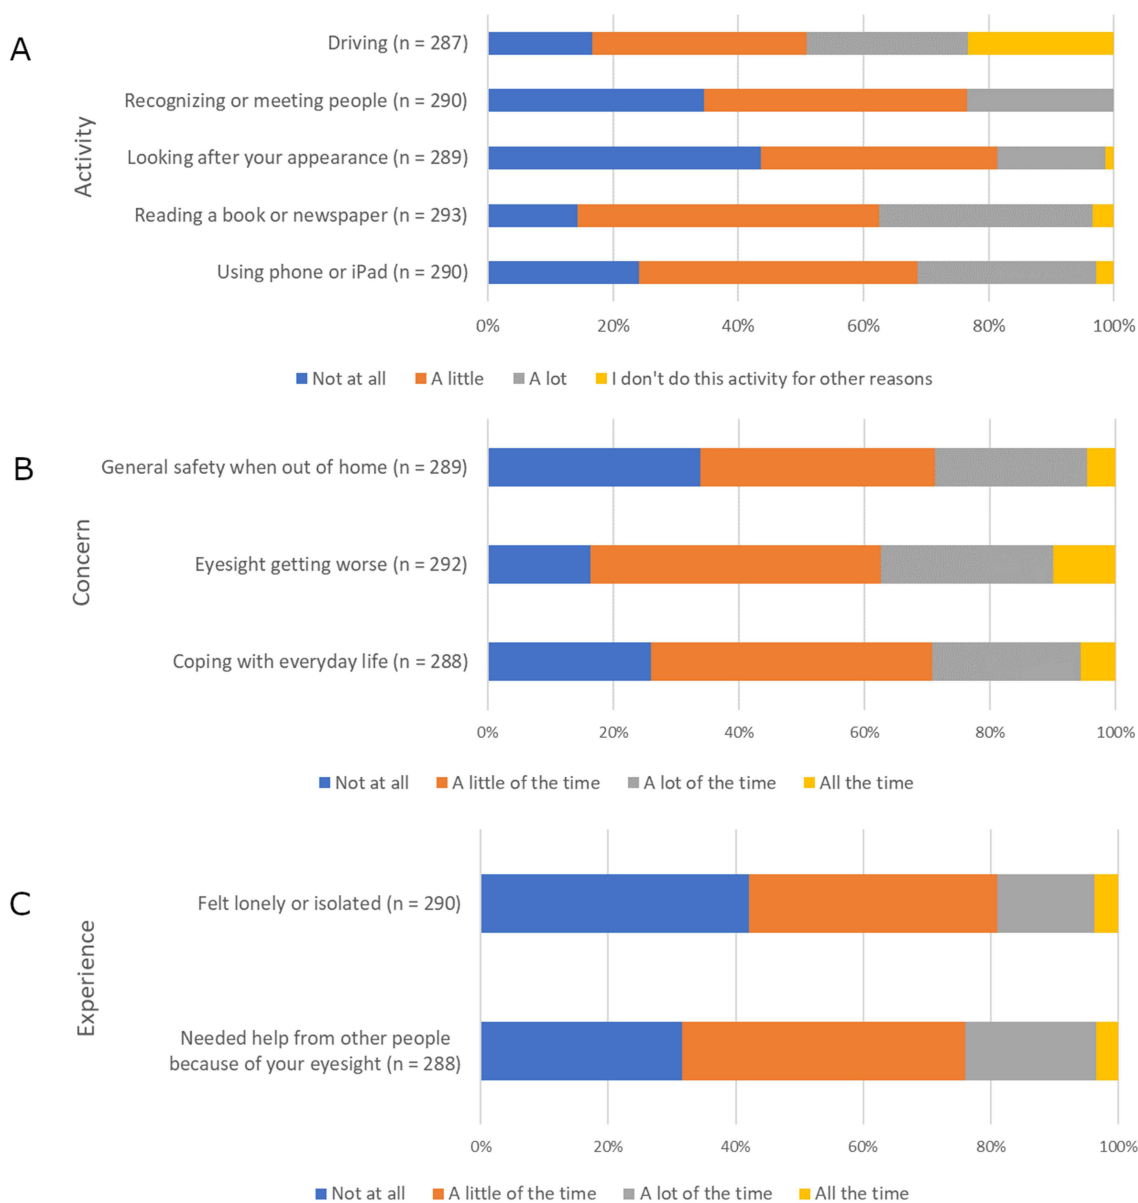 A
Activity
Driving (n = 287)
Recognizing or meeting people (n = 290)
Looking after your appearance (n = 289)
Reading a book or newspaper (n = 293)
Using phone or iPad (n = 290)
0% 20% 40% 60% 80% 100%
Not at all A little A lot I don't do this activity for other reasons
B
Concern
General safety when out of home (n = 289)
Eyesight getting worse (n = 292)
Coping with everyday life (n = 288)
0% 20% 40% 60% 80% 100%
Not at all A little of the time A lot of the time All the time
C
Experience
Felt lonely or isolated (n = 290)
Needed help from other people
because of your eyesight (n = 288)
0% 20% 40% 60% 80% 100%
Not at all A little of the time A lot of the time All the time